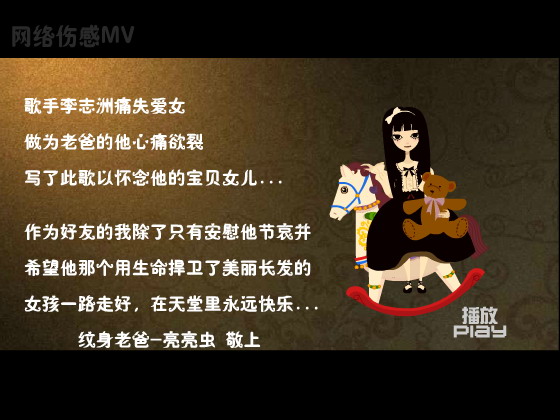 网络伤感MV
歌手李志洲痛失爱女
做为老爸的他心痛欲裂
写了此歌以怀念他的宝贝女儿...
作为好友的我除了只有安慰他节哀并
希望他那个用生命捍卫了美丽长发的
女孩一路走好，在天堂里永远快乐...
纹身老爸-亮亮虫 敬上
播放
PLAY